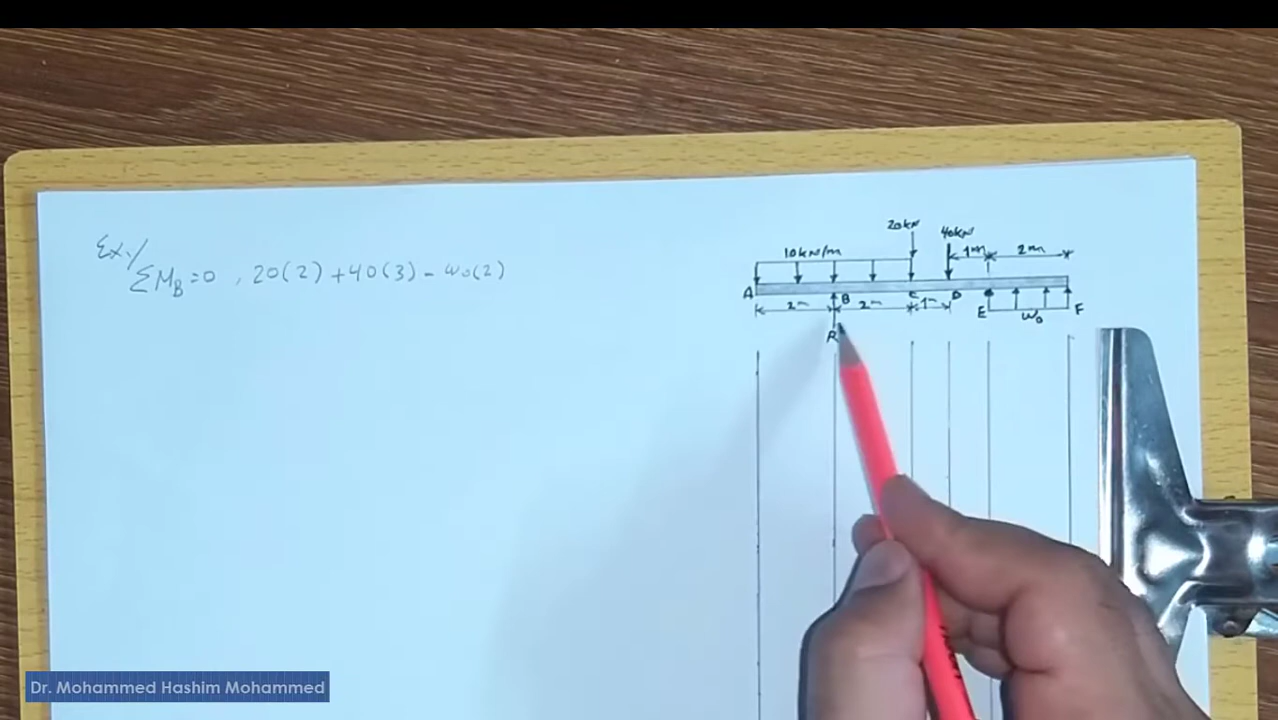 Ex./
ΣM_B=0 , 20(2)+40(3)-w₀(2)
20kN
40kN
10kN/m
1m
2m
A
B
C
D
E
F
2m
2m
1m
w₀
R
Dr. Mohammed Hashim Mohammed